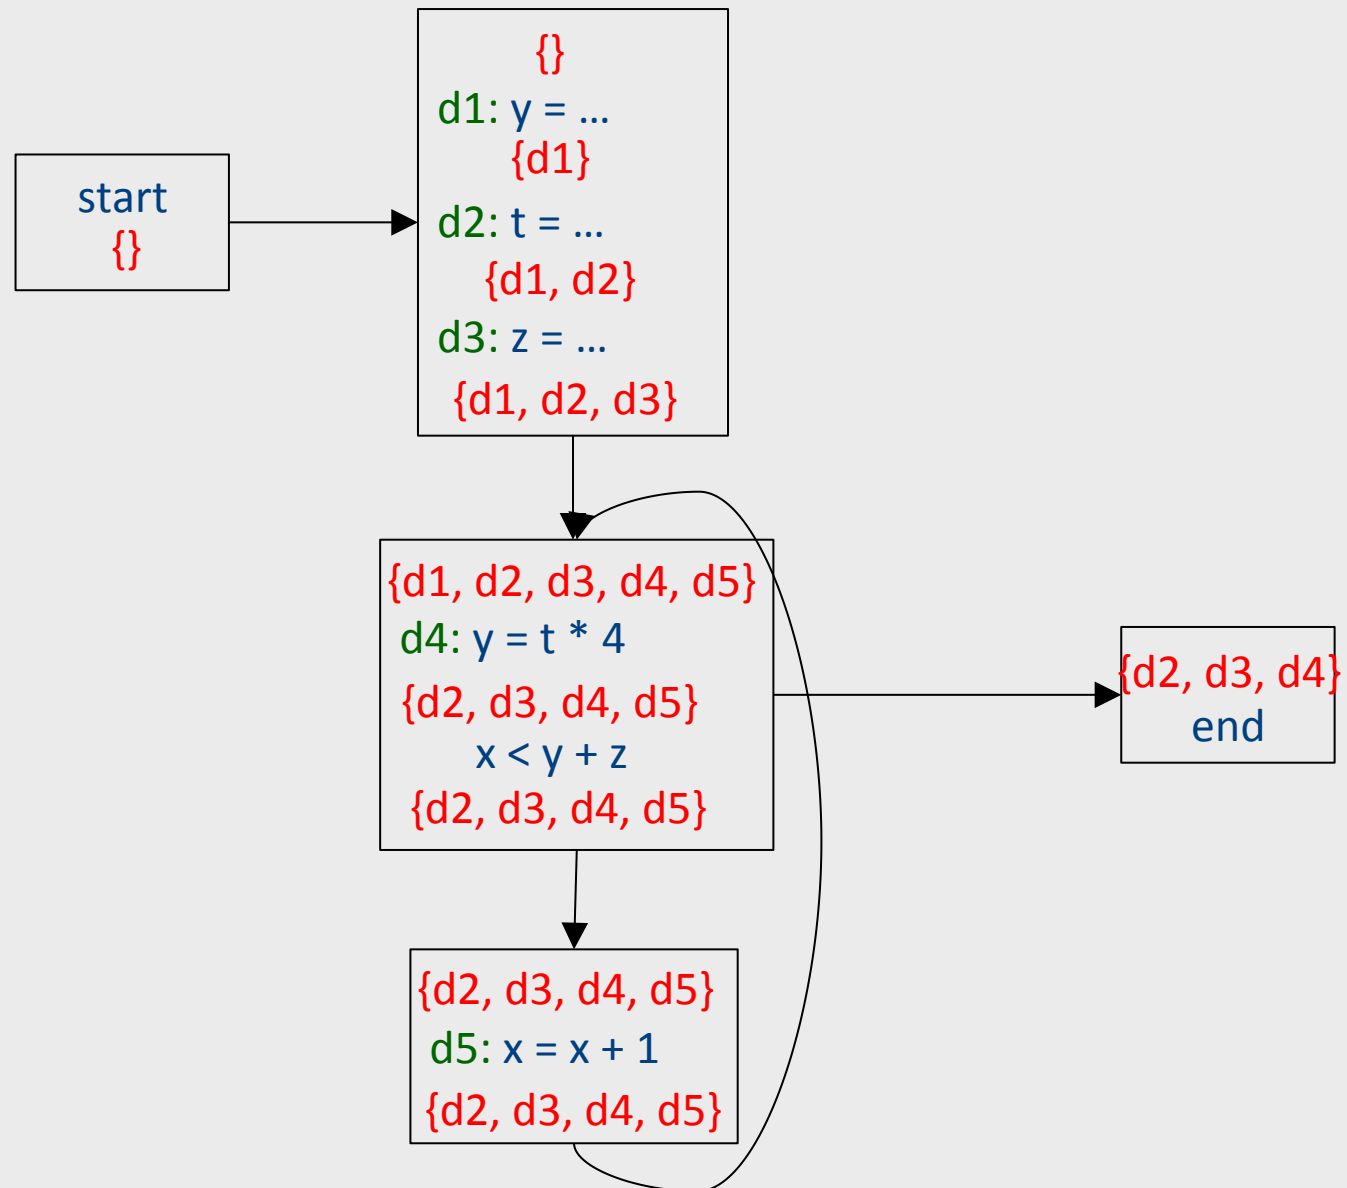 start
{}
{}
d1: y = ...
{d1}
d2: t = ...
{d1, d2}
d3: z = ...
{d1, d2, d3}
{d1, d2, d3, d4, d5}
d4: y = t * 4
{d2, d3, d4, d5}
x < y + z
{d2, d3, d4, d5}
{d2, d3, d4}
end
{d2, d3, d4, d5}
d5: x = x + 1
{d2, d3, d4, d5}